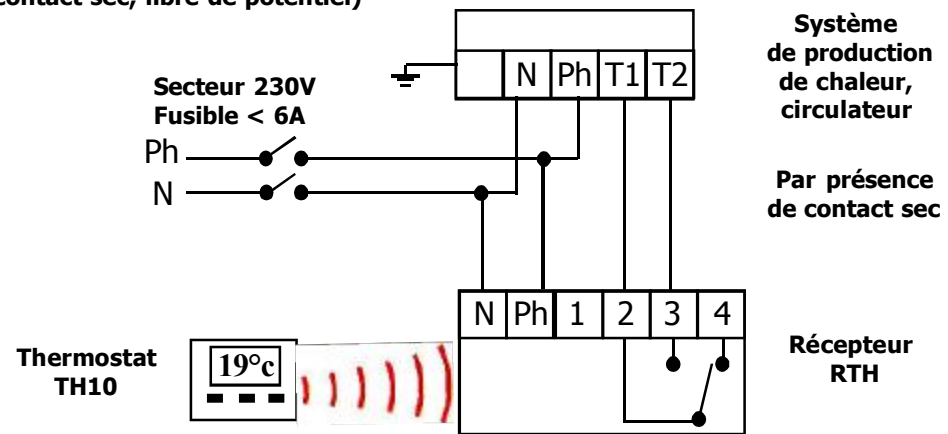 contact sec, libre de potentiel)
Système
de production
de chaleur,
circulateur
N Ph T1 T2
Secteur 230V
Fusible < 6A
Ph
N
Par présence
de contact sec
N Ph 1 2 3 4
Thermostat
TH10
19°c
Récepteur
RTH